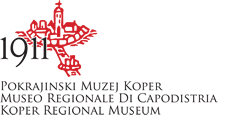 1911
POKRAJINSKI MUZEJ KOPER
MUSEO REGIONALE DI CAPODISTRIA
KOPER REGIONAL MUSEUM